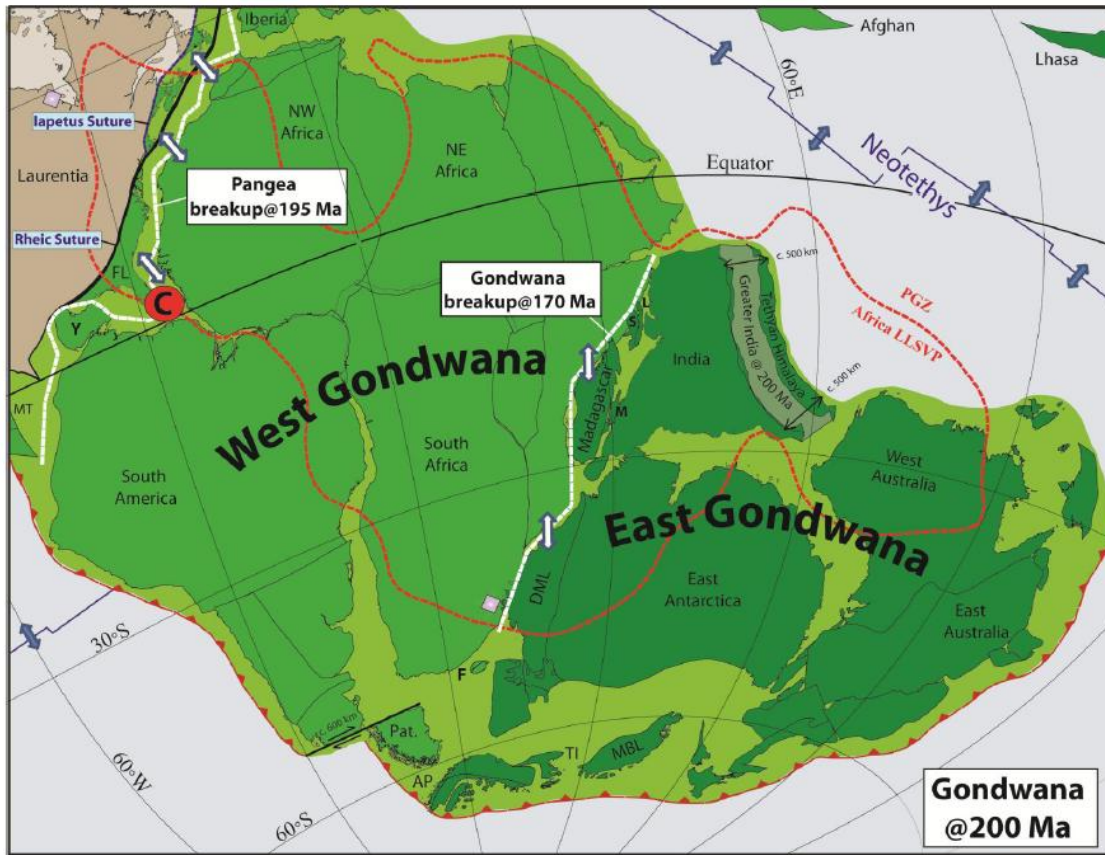 Iberia
Afghan
Lhasa
60°E
NW
Africa
NE
Africa
Iapetus Suture
Laurentia
Pangea
breakup@195 Ma
Equator
Neotethys
Rheic Suture
FL
C
Y
MT
Gondwana
breakup@170 Ma
L
S
c. 500 km
Greater India @ 200 Ma
Tethyan Himalaya
c. 500 km
PGZ
Africa LLSVP
India
West Gondwana
Madagascar
M
South
America
South
Africa
West
Australia
East Gondwana
DML
East
Antarctica
East
Australia
30°S
F
c. 600 km
Pat.
AP
TI
MBL
60°W
60°S
Gondwana
@200 Ma